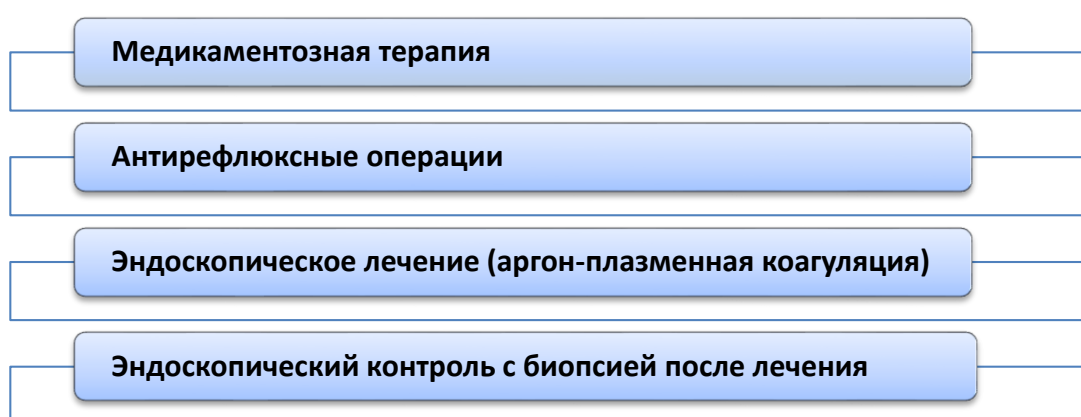 Медикаментозная терапия
Антирефлюксные операции
Эндоскопическое лечение (аргон-плазменная коагуляция)
Эндоскопический контроль с биопсией после лечения